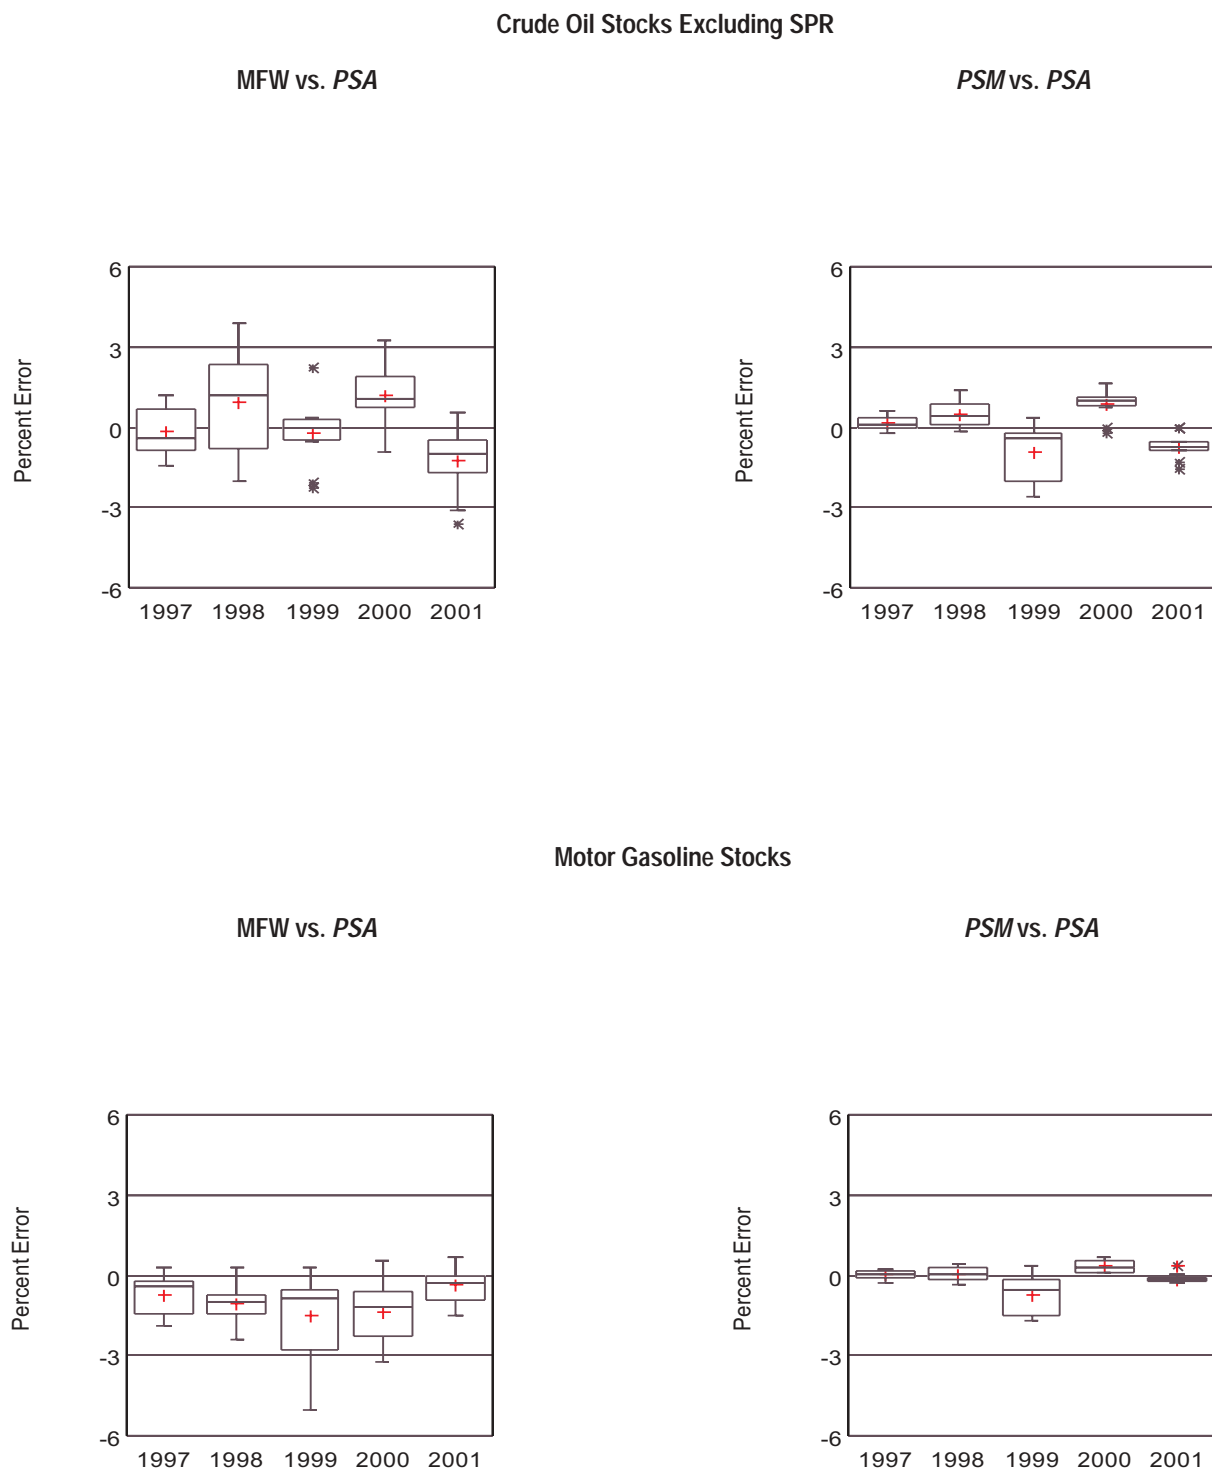 Crude Oil Stocks Excluding SPR
MFW vs. PSA
PSM vs. PSA
Percent Error
6
3
0
-3
-6
1997 1998 1999 2000 2001
Percent Error
6
3
0
-3
-6
1997 1998 1999 2000 2001
Motor Gasoline Stocks
MFW vs. PSA
PSM vs. PSA
Percent Error
6
3
0
-3
-6
1997 1998 1999 2000 2001
Percent Error
6
3
0
-3
-6
1997 1998 1999 2000 2001